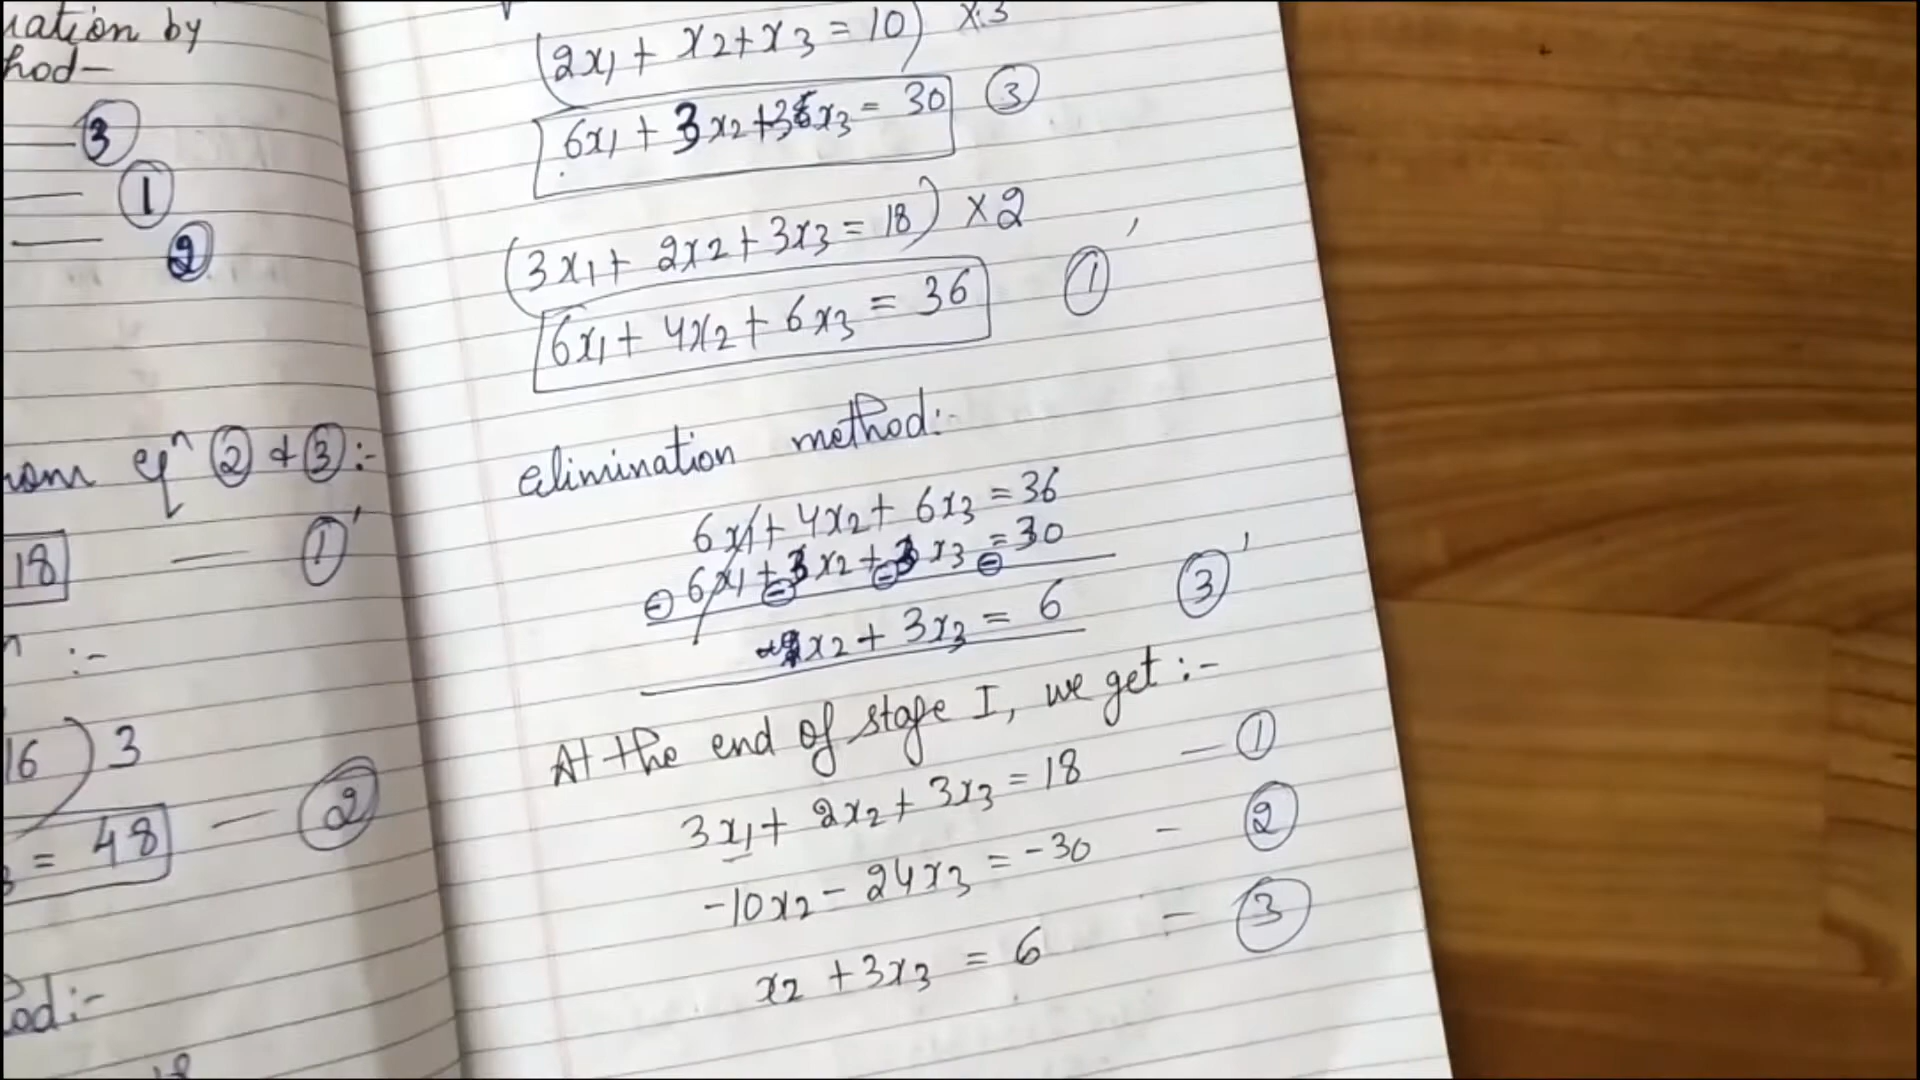 ation by
hod-
3
1
2
om eqn 2 & 3 :-
18 — 1'
:-
16 ) 3
= 48 — 2
od:-
18
(2x1 + x2 + x3 = 10) x 3
6x1 + 3x2 + 3x3 = 30 3
(3x1 + 2x2 + 3x3 = 18) x 2
6x1 + 4x2 + 6x3 = 36 1'
elimination method:-
6x1 + 4x2 + 6x3 = 36
6x1 + 3x2 + 3x3 = 30
x2 + 3x3 = 6 3'
At the end of stage I, we get :-
3x1 + 2x2 + 3x3 = 18 — 1
-10x2 - 24x3 = -30 - 2
x2 + 3x3 = 6 - 3